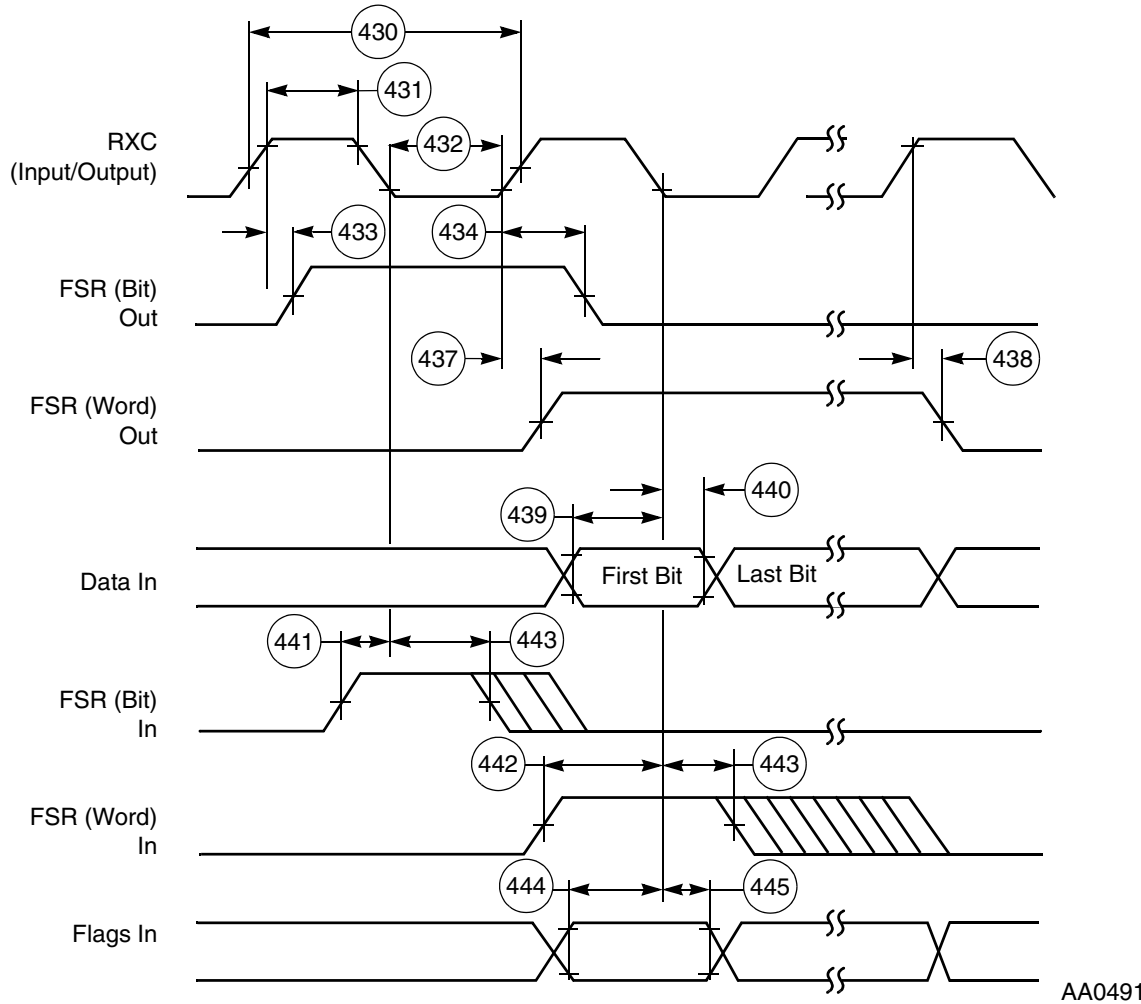 430
431
RXC
(Input/Output)
432
433
434
FSR (Bit)
Out
437
438
FSR (Word)
Out
439
440
Data In
First Bit
Last Bit
441
443
FSR (Bit)
In
442
443
FSR (Word)
In
444
445
Flags In
AA0491